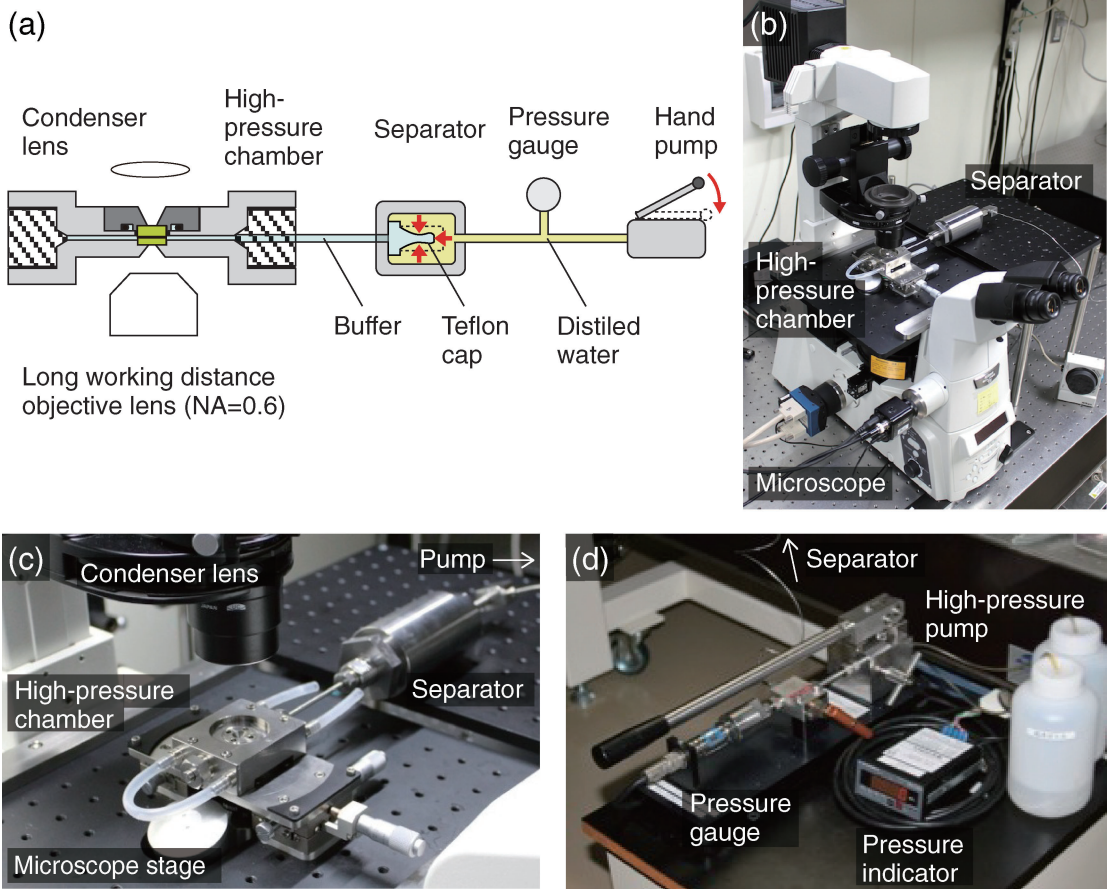 (a)
Condenser
lens
High-
pressure
chamber
Separator
Pressure
gauge
Hand
pump
Buffer
Teflon
cap
Distiled
water
Long working distance
objective lens (NA=0.6)
(b)
Separator
High-
pressure
chamber
Microscope
(c)
Condenser lens
Pump
High-pressure
chamber
Separator
Microscope stage
(d)
Separator
High-pressure
pump
Pressure
gauge
Pressure
indicator